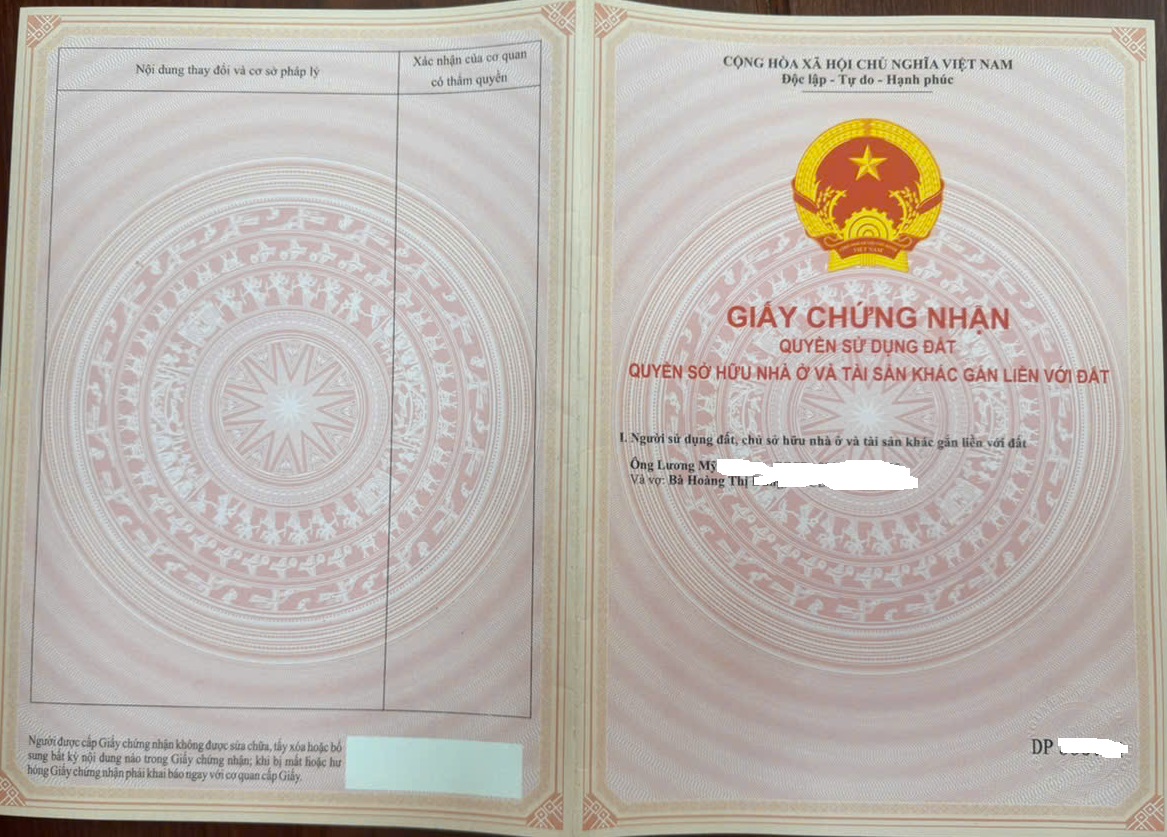 Nội dung thay đổi và cơ sở pháp lý
Xác nhận của cơ quan
có thẩm quyền
Người được cấp Giấy chứng nhận không được sửa chữa, tẩy xóa hoặc bổ
sung bất kỳ nội dung nào trong Giấy chứng nhận; khi bị mất hoặc hư
hỏng Giấy chứng nhận phải khai báo ngay với cơ quan cấp Giấy.
CỘNG HÒA XÃ HỘI CHỦ NGHĨA VIỆT NAM
Độc lập - Tự do - Hạnh phúc
VIỆT NAM
GIẤY CHỨNG NHẬN
QUYỀN SỬ DỤNG ĐẤT
QUYỀN SỞ HỮU NHÀ Ở VÀ TÀI SẢN KHÁC GẮN LIỀN VỚI ĐẤT
I. Người sử dụng đất, chủ sở hữu nhà ở và tài sản khác gắn liền với đất
Ông Lương Mỹ
Và vợ: Bà Hoàng Thị
DP